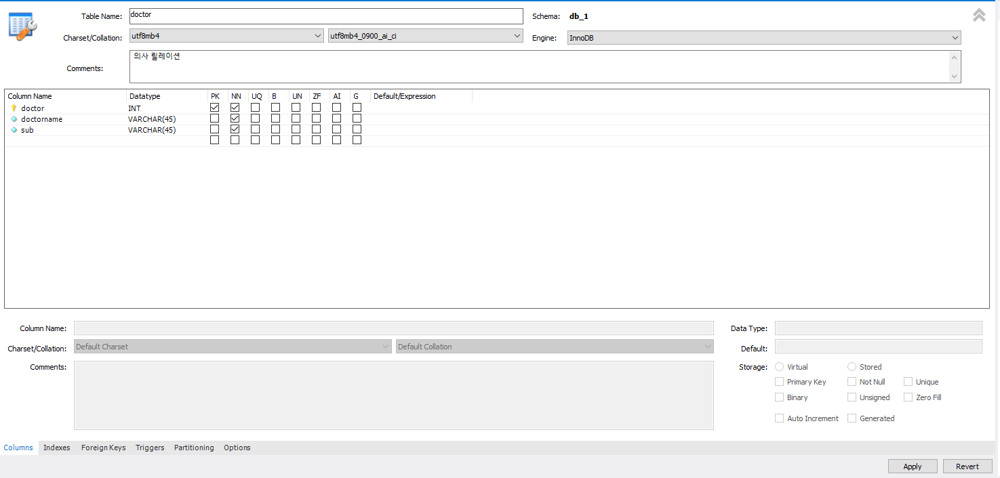 Table Name: doctor Schema: db_1
Charset/Collation: utf8mb4 utf8mb4_0900_ai_ci Engine: InnoDB
Comments: 의사 릴레이션
Column Name Datatype PK NN UQ B UN ZF AI G Default/Expression
doctor INT
doctorname VARCHAR(45)
sub VARCHAR(45)
Column Name: Data Type:
Charset/Collation: Default Charset Default Collation Default:
Comments: Storage: Virtual Stored
Primary Key Not Null Unique
Binary Unsigned Zero Fill
Auto Increment Generated
Columns Indexes Foreign Keys Triggers Partitioning Options
Apply Revert